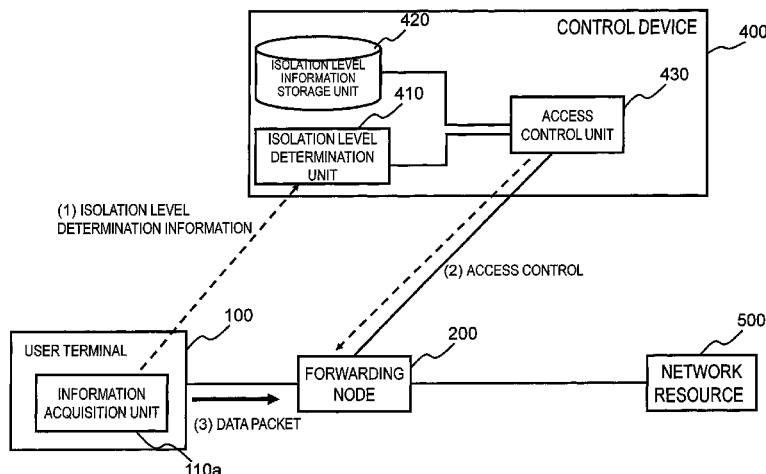 CONTROL DEVICE
400
420
ISOLATION LEVEL
INFORMATION
STORAGE UNIT
410
430
ACCESS
CONTROL UNIT
ISOLATION LEVEL
DETERMINATION
UNIT
(1) ISOLATION LEVEL
DETERMINATION INFORMATION
(2) ACCESS CONTROL
100
USER TERMINAL
INFORMATION
ACQUISITION UNIT
110a
(3) DATA PACKET
200
FORWARDING
NODE
500
NETWORK
RESOURCE